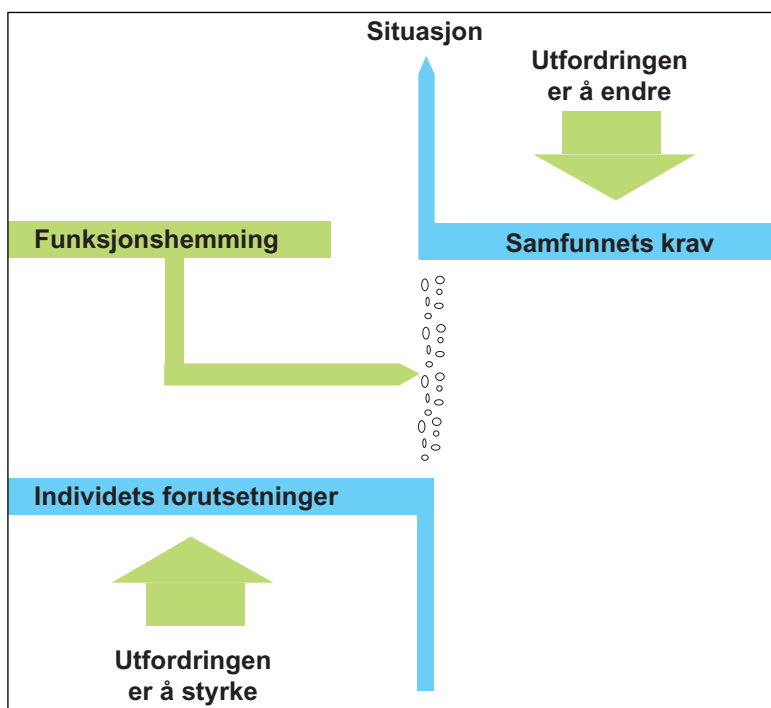 Situasjon
Utfordringen
er å endre
Funksjonshemming
Samfunnets krav
Individets forutsetninger
Utfordringen
er å styrke